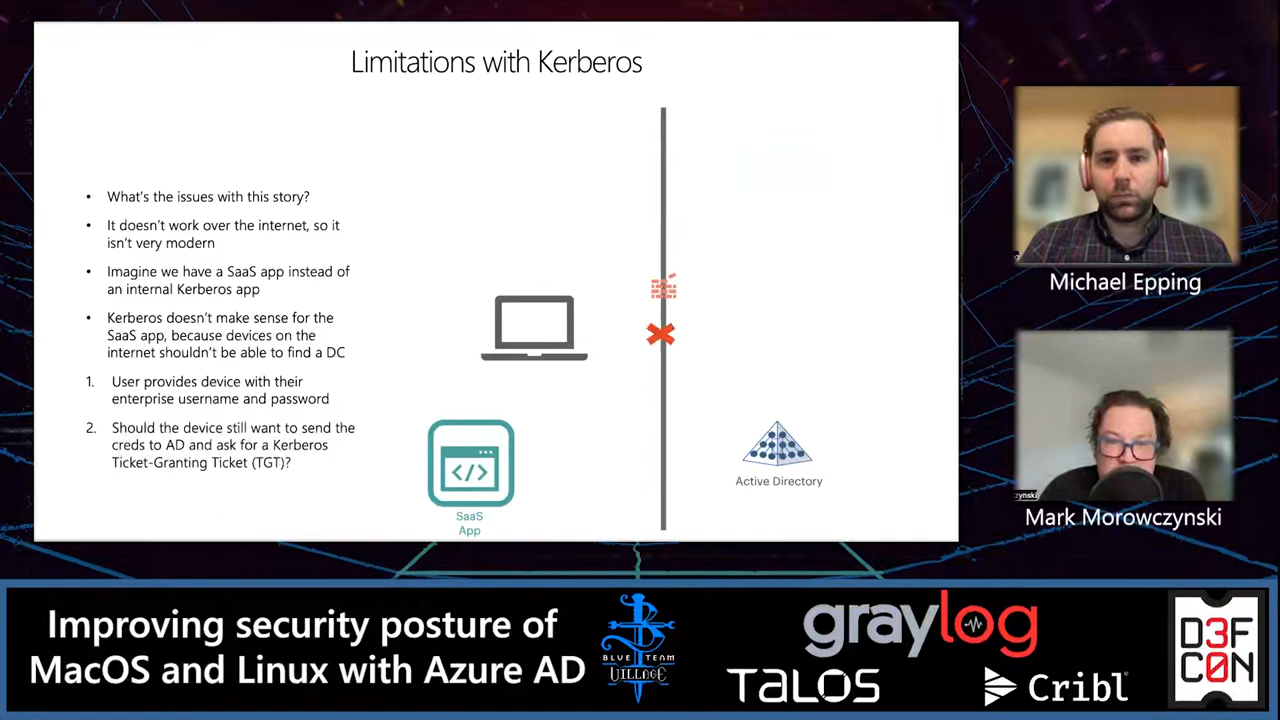 Limitations with Kerberos
• What's the issues with this story?
• It doesn't work over the internet, so it
isn't very modern
• Imagine we have a SaaS app instead of
an internal Kerberos app
• Kerberos doesn't make sense for the
SaaS app, because devices on the
internet shouldn't be able to find a DC
1. User provides device with their
enterprise username and password
2. Should the device still want to send the
creds to AD and ask for a Kerberos
Ticket-Granting Ticket (TGT)?
</>
SaaS
App
Active Directory
Michael Epping
zynski
Mark Morowczynski
Improving security posture of
MacOS and Linux with Azure AD
BLUE TEAM
VILLAGE
graylog
TALOS
Cribl
D3F
C0N